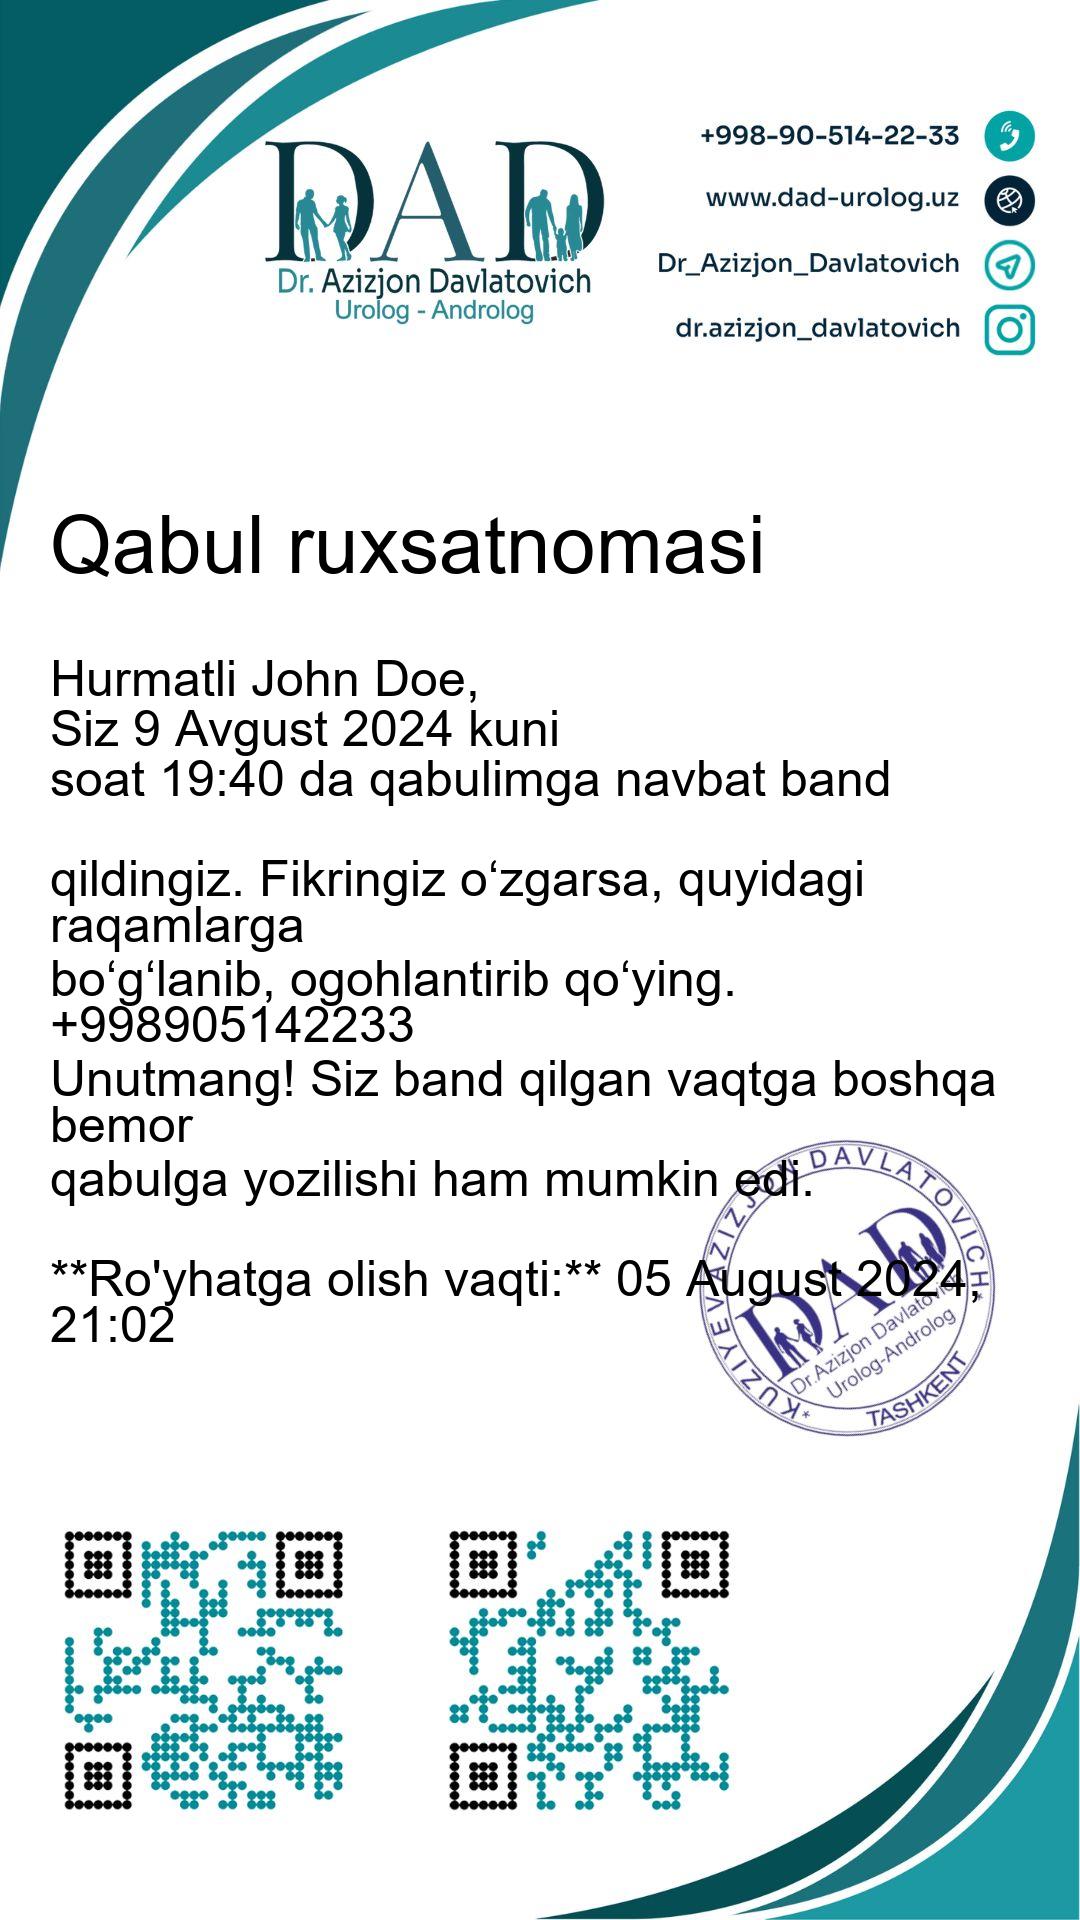 +998-90-514-22-33
www.dad-urolog.uz
Dr_Azizjon_Davlatovich
dr.azizjon_davlatovich
DAD
Dr. Azizjon Davlatovich
Urolog - Androlog
Qabul ruxsatnomasi
Hurmatli John Doe,
Siz 9 Avgust 2024 kuni
soat 19:40 da qabulimga navbat band
qildingiz. Fikringiz o‘zgarsa, quyidagi
raqamlarga
bo‘g‘lanib, ogohlantirib qo‘ying.
+998905142233
Unutmang! Siz band qilgan vaqtga boshqa
bemor
qabulga yozilishi ham mumkin edi.
**Ro'yhatga olish vaqti:** 05 August 2024,
21:02
*KUZIYEV AZIZJON DAVLATOVICH*
DAD
Dr.Azizjon Davlatovich
Urolog-Androlog
TASHKENT